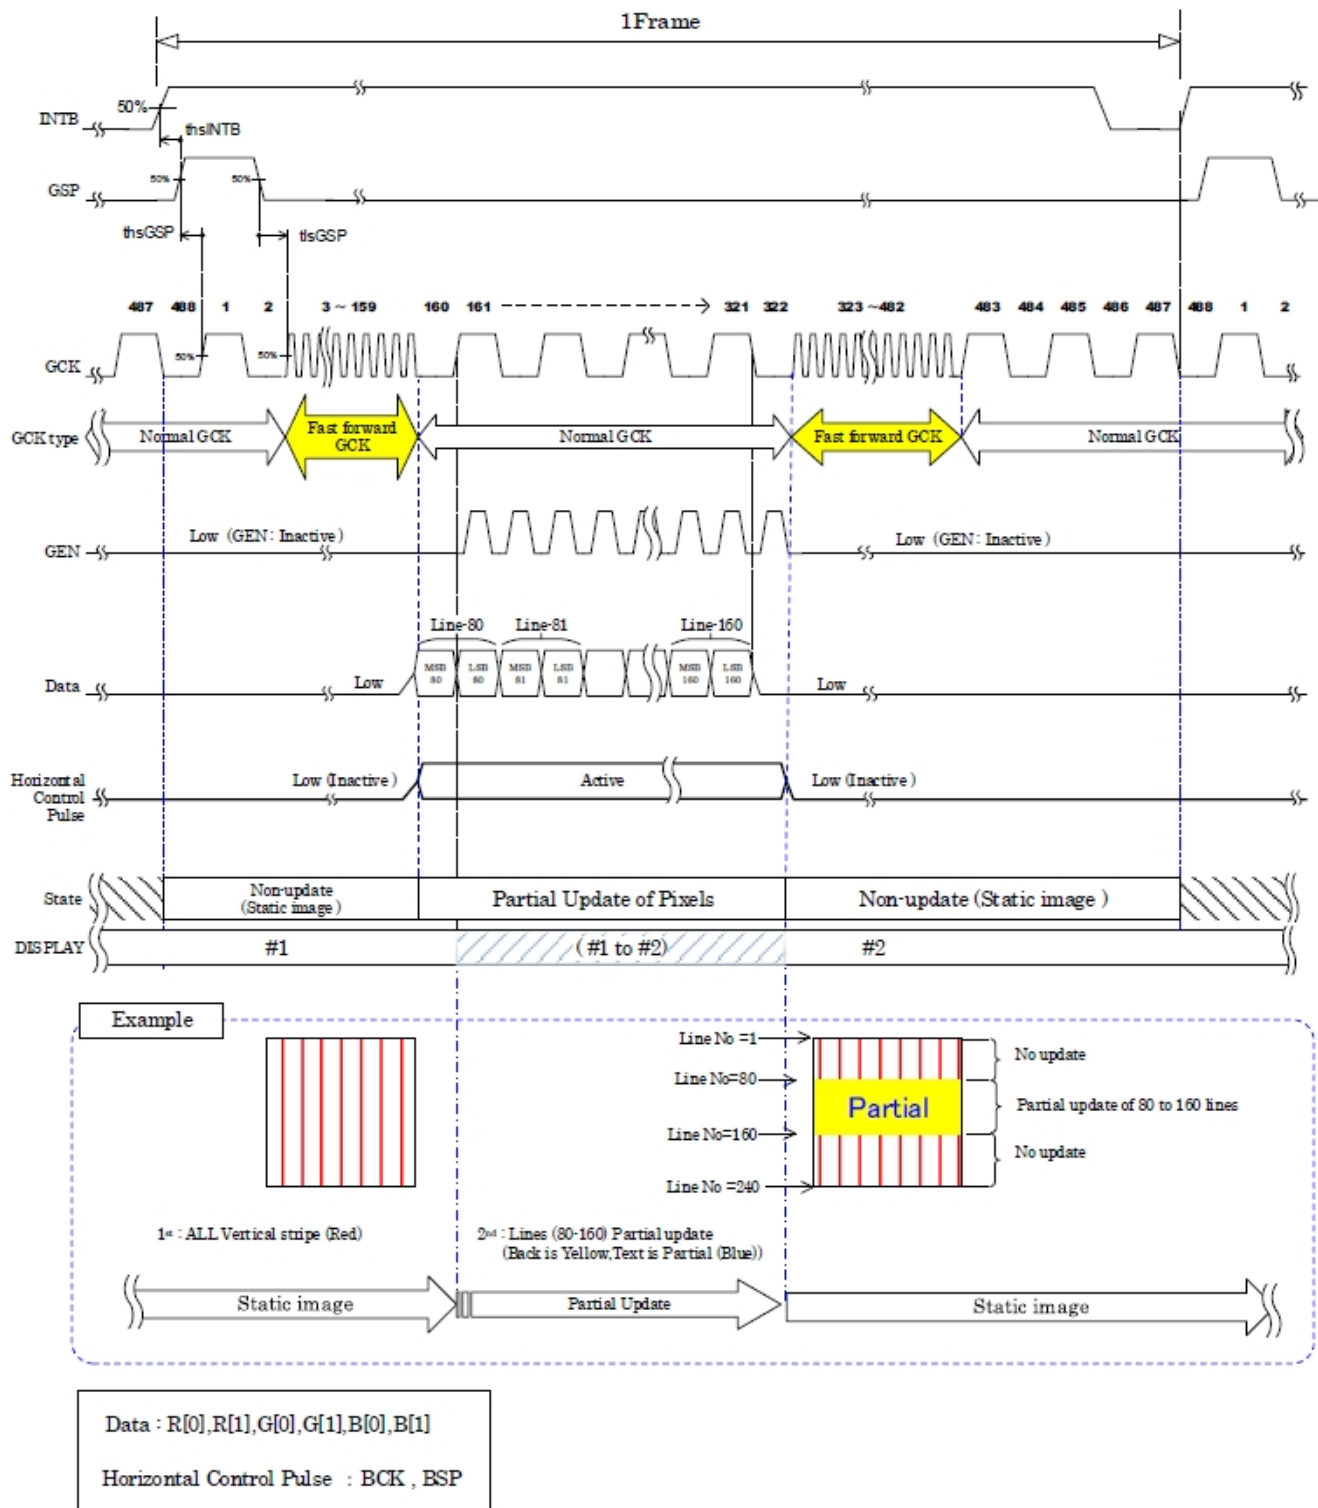 1Frame
50%
INTB
thsINTB
50% 50%
GSP
thsGSP tlsGSP
487 488 1 2 3 ~ 159 160 161 321 322 323 ~ 482 483 484 485 486 487 488 1 2
50% 50%
GCK
GCK type Normal GCK Fast forward GCK Normal GCK Fast forward GCK Normal GCK
GEN Low (GEN : Inactive) Low (GEN : Inactive)
Line-80 Line-81 Line-160
MSB 80 LSB 80 MSB 81 LSB 81 MSB 160 LSB 160
Data Low Low
Horizontal Control Pulse Low (Inactive) Active Low (Inactive)
State Non-update (Static image) Partial Update of Pixels Non-update (Static image)
DISPLAY #1 (#1 to #2) #2
Example
Line No =1
No update
Line No=80
Partial
Partial update of 80 to 160 lines
Line No=160
No update
Line No =240
1st : ALL Vertical stripe (Red)
2nd : Lines (80-160) Partial update
(Back is Yellow,Text is Partial (Blue))
Static image Partial Update Static image
Data : R[0],R[1],G[0],G[1],B[0],B[1]
Horizontal Control Pulse : BCK , BSP